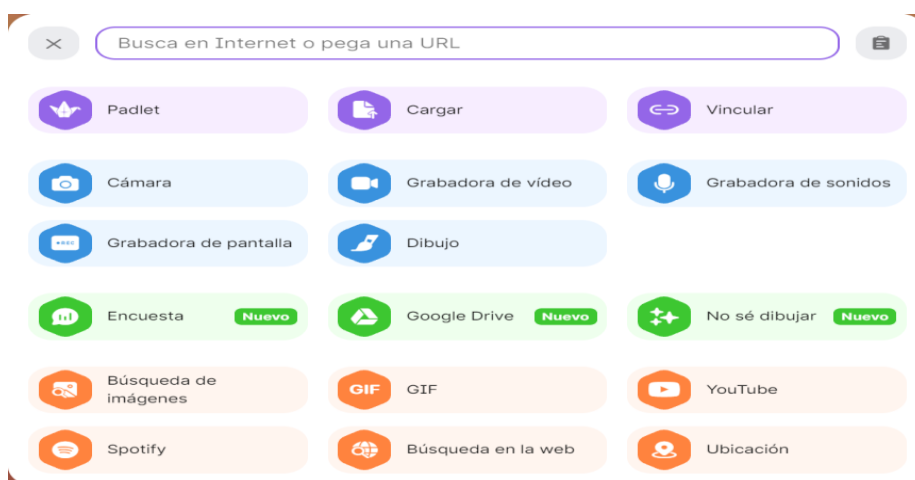 Busca en Internet o pega una URL
Padlet
Cargar
Vincular
Cámara
Grabadora de vídeo
Grabadora de sonidos
REC
Grabadora de pantalla
Dibujo
Encuesta
Nuevo
Google Drive
Nuevo
No sé dibujar
Nuevo
Búsqueda de
imágenes
GIF
GIF
YouTube
Spotify
Búsqueda en la web
Ubicación